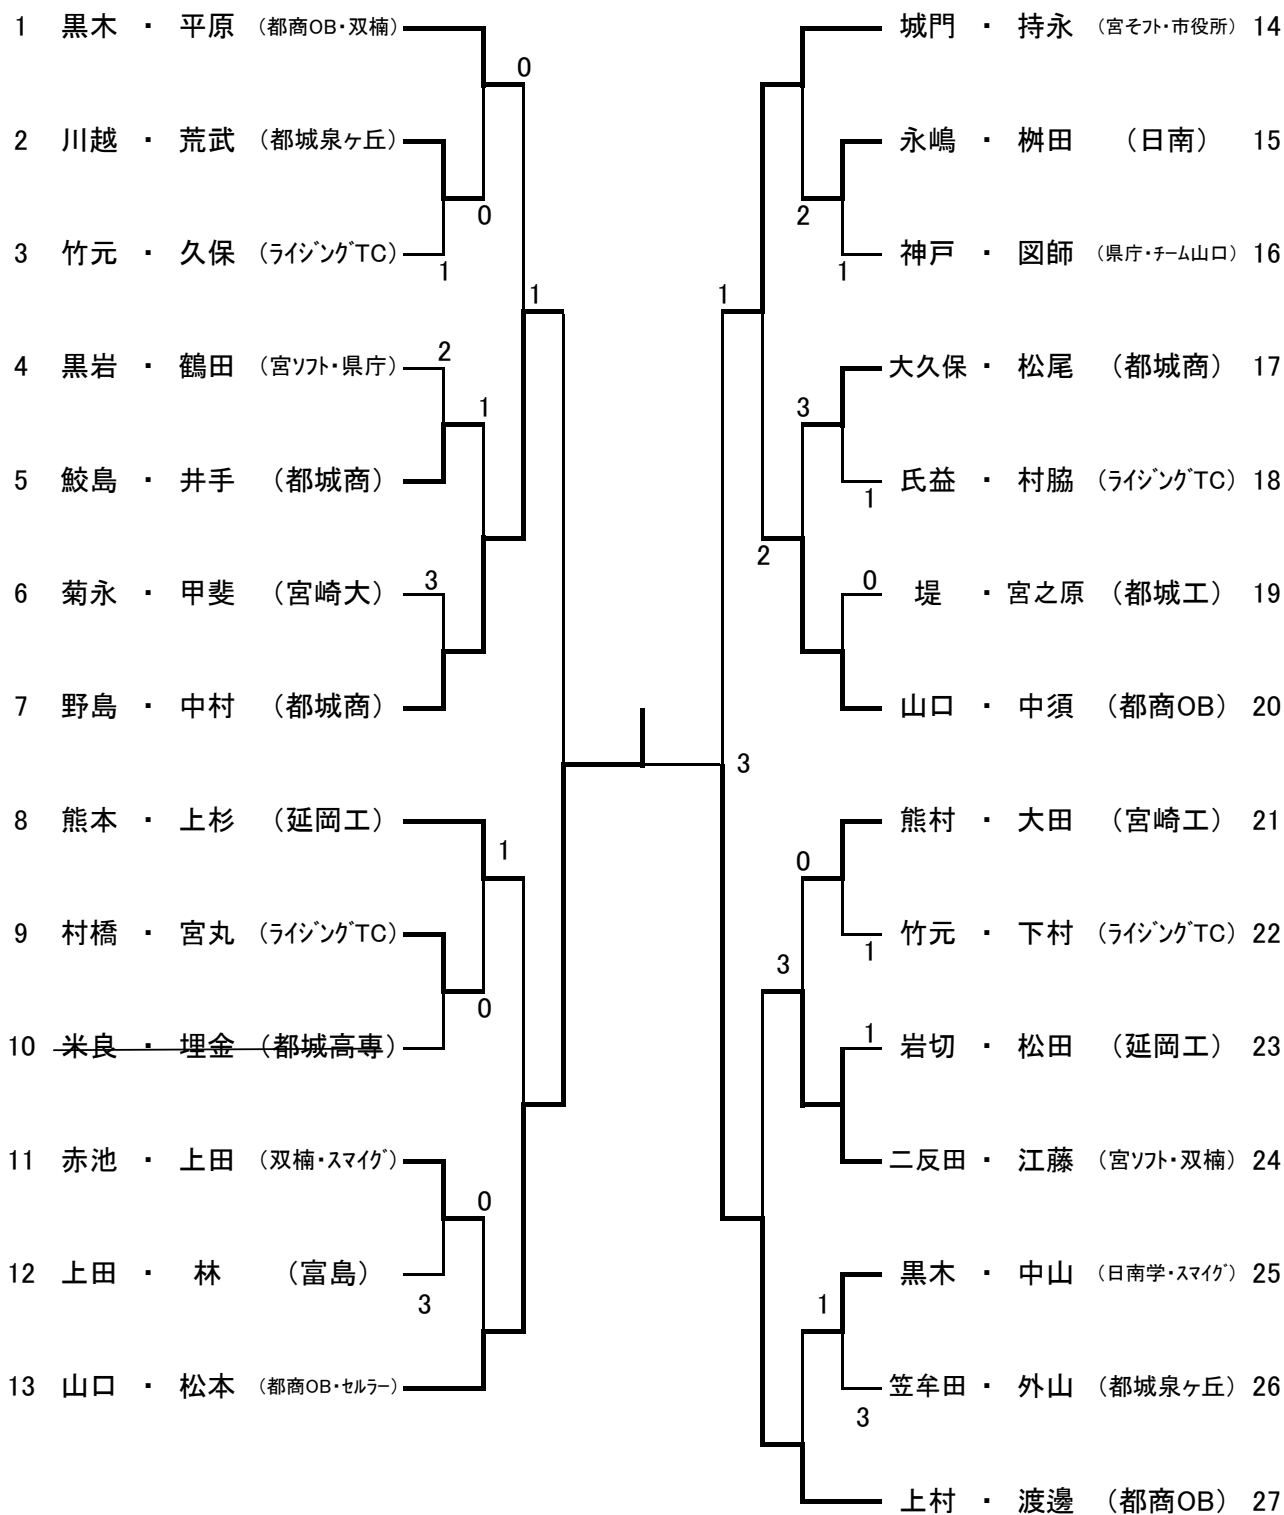 1 黒木 ・ 平原 （都商OB・双楠）
0
2 川越 ・ 荒武 （都城泉ヶ丘）
0
3 竹元 ・ 久保 （ﾗｲｼﾞﾝｸﾞTC）
1
1
4 黒岩 ・ 鶴田 （宮ｿﾌﾄ・県庁）
2
1
5 鮫島 ・ 井手 （都城商）
6 菊永 ・ 甲斐 （宮崎大）
3
7 野島 ・ 中村 （都城商）
8 熊本 ・ 上杉 （延岡工）
1
9 村橋 ・ 宮丸 （ﾗｲｼﾞﾝｸﾞTC）
0
10 米良 ・ 埋金 （都城高専）
11 赤池 ・ 上田 （双楠・ｽﾏｲｸﾞ）
0
12 上田 ・ 林 （富島）
3
13 山口 ・ 松本 （都商OB・ｾﾙﾗｰ）
城門 ・ 持永 （宮そﾌﾄ・市役所） 14
永嶋 ・ 桝田 （日南） 15
2
神戸 ・ 図師 （県庁・ﾁｰﾑ山口） 16
1
1
大久保 ・ 松尾 （都城商） 17
3
氏益 ・ 村脇 （ﾗｲｼﾞﾝｸﾞTC） 18
1
2
0
堤 ・ 宮之原 （都城工） 19
山口 ・ 中須 （都商OB） 20
3
熊村 ・ 大田 （宮崎工） 21
0
竹元 ・ 下村 （ﾗｲｼﾞﾝｸﾞTC） 22
1
3
1
岩切 ・ 松田 （延岡工） 23
二反田 ・ 江藤 （宮ｿﾌﾄ・双楠） 24
黒木 ・ 中山 （日南学・ｽﾏｲｸﾞ） 25
1
笠牟田 ・ 外山 （都城泉ヶ丘） 26
3
上村 ・ 渡邊 （都商OB） 27